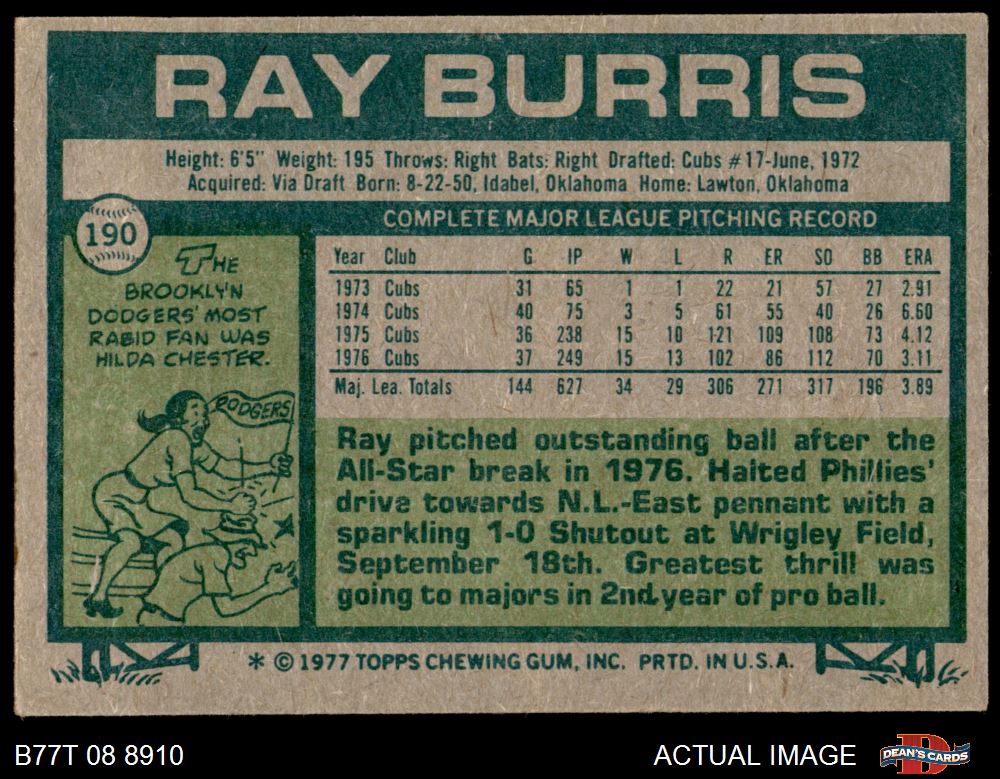 RAY BURRIS
Height: 6'5" Weight: 195 Throws: Right Bats: Right Drafted: Cubs #17-June, 1972
Acquired: Via Draft Born: 8-22-50, Idabel, Oklahoma Home: Lawton, Oklahoma
190
THE
BROOKLYN
DODGERS' MOST
RABID FAN WAS
HILDA CHESTER.
DODGERS
COMPLETE MAJOR LEAGUE PITCHING RECORD
Year Club G IP W L R ER SO BB ERA
1973 Cubs 31 65 1 1 22 21 57 27 2.91
1974 Cubs 40 75 3 5 61 55 40 26 6.60
1975 Cubs 36 238 15 10 121 109 108 73 4.12
1976 Cubs 37 249 15 13 102 86 112 70 3.11
Maj. Lea. Totals 144 627 34 29 306 271 317 196 3.89
Ray pitched outstanding ball after the
All-Star break in 1976. Halted Phillies'
drive towards N.L.-East pennant with a
sparkling 1-0 Shutout at Wrigley Field,
September 18th. Greatest thrill was
going to majors in 2nd year of pro ball.
* © 1977 TOPPS CHEWING GUM, INC. PRTD. IN U.S.A.
B77T 08 8910
ACTUAL IMAGE
DEAN'S CARDS